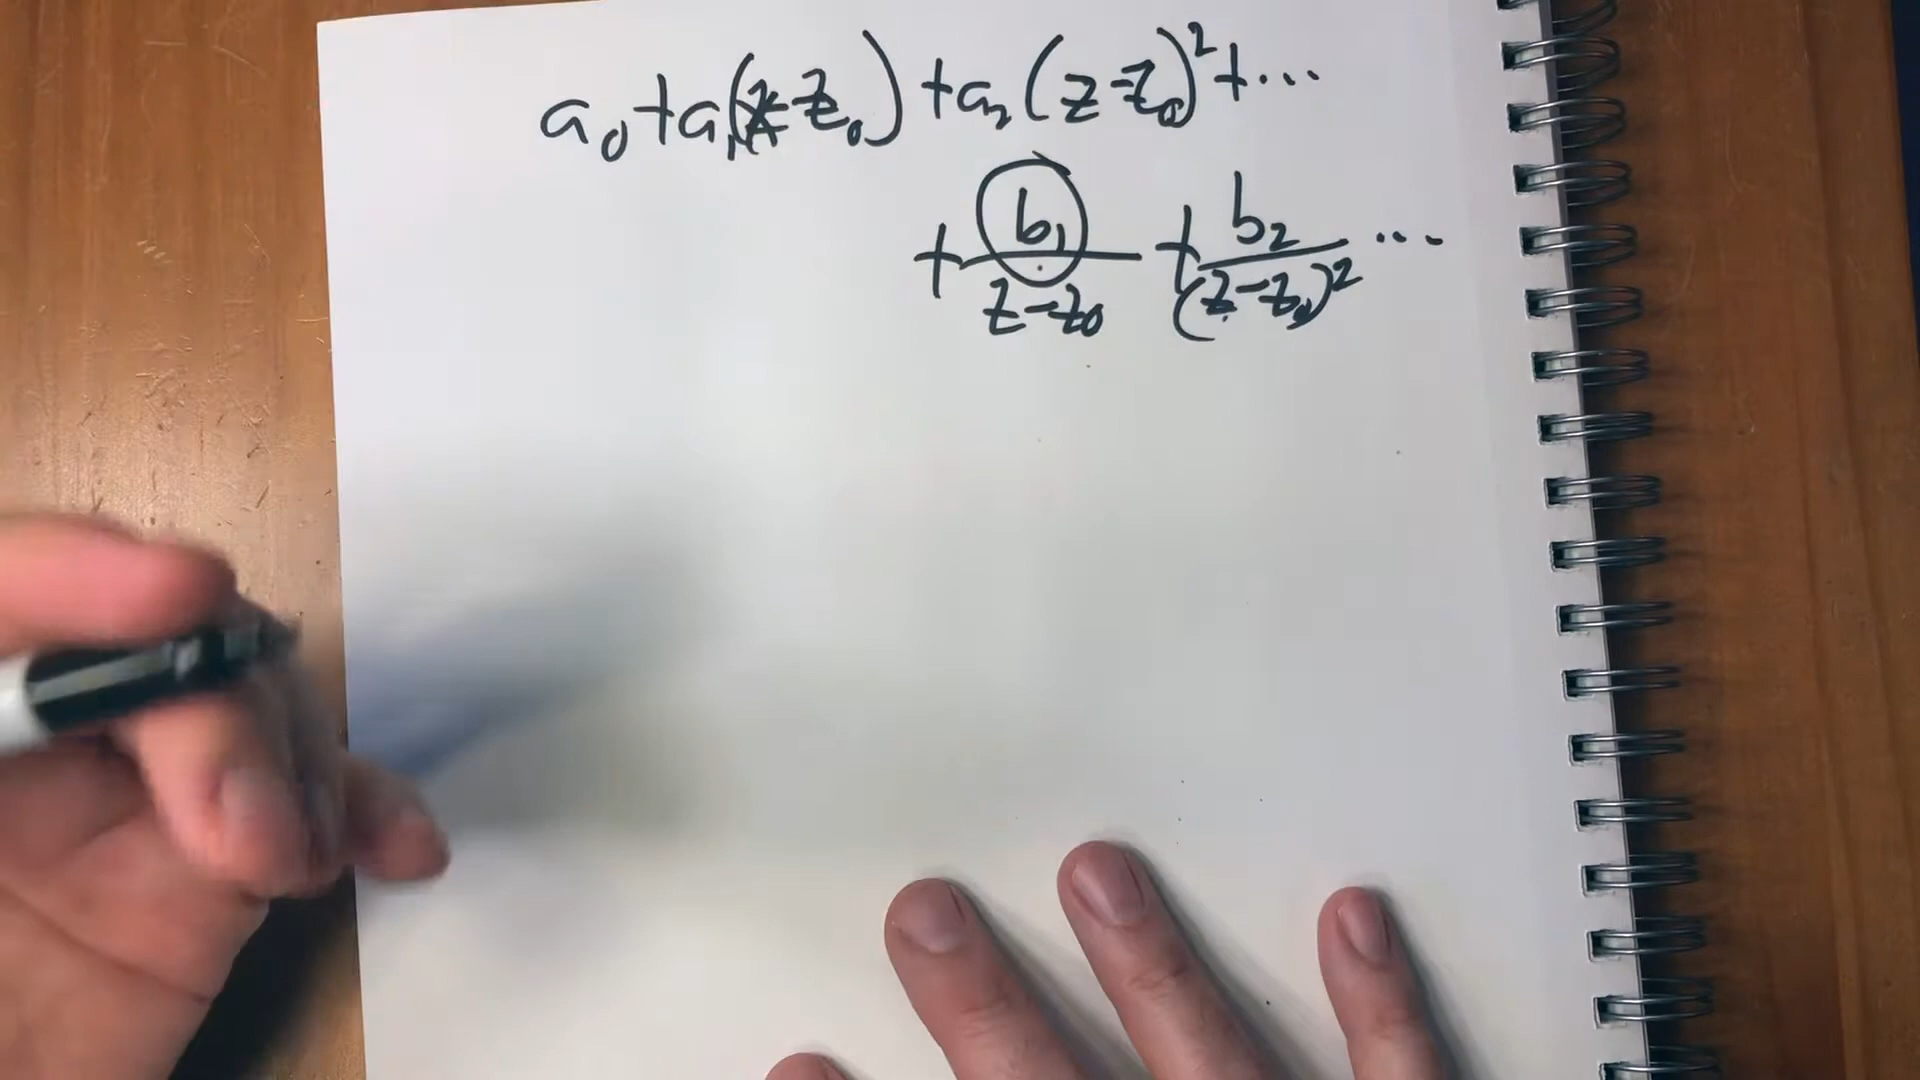 a₀ + a₁(z-z₀) + a₂(z-z₀)² + ...
+ b₁/(z-z₀) + b₂/(z-z₀)² ...